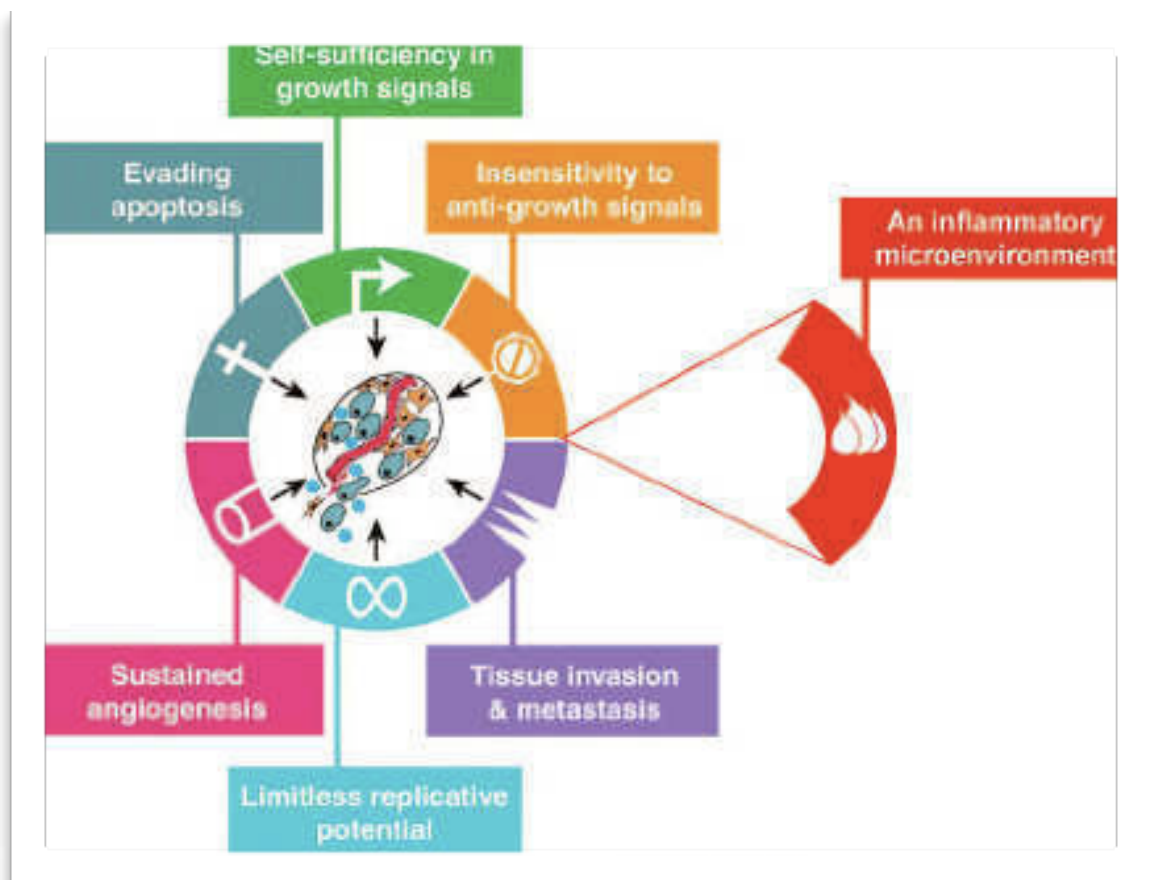 Self-sufficiency in
growth signals
Evading
apoptosis
Insensitivity to
anti-growth signals
An inflammatory
microenvironment
Sustained
angiogenesis
Tissue invasion
& metastasis
Limitless replicative
potential